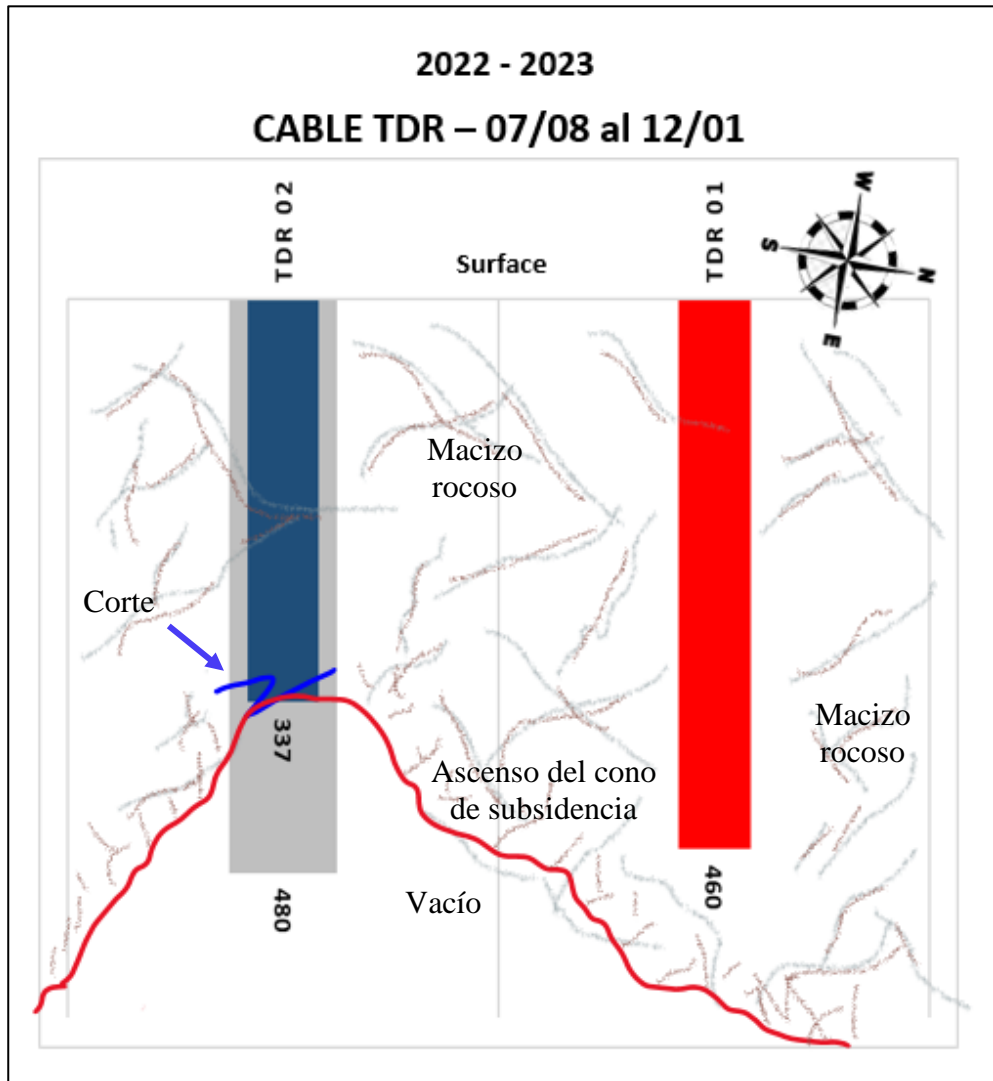 2022 - 2023
CABLE TDR – 07/08 al 12/01
TDR 02
Surface
TDR 01
W
S
N
E
Macizo
rocoso
Corte
337
Macizo
rocoso
Ascenso del cono
de subsidencia
480
Vacío
460